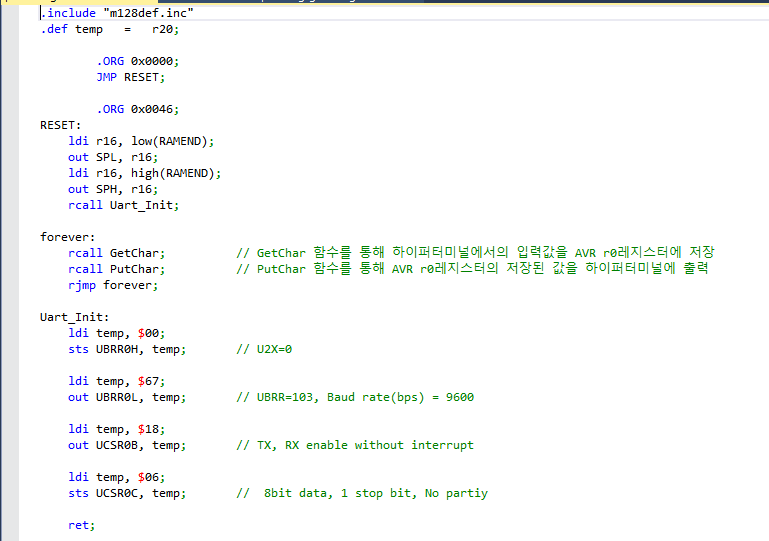 .include "m128def.inc"
.def temp   =   r20;
.ORG 0x0000;
JMP RESET;
.ORG 0x0046;
RESET:
ldi r16, low(RAMEND);
out SPL, r16;
ldi r16, high(RAMEND);
out SPH, r16;
rcall Uart_Init;
forever:
rcall GetChar;          // GetChar 함수를 통해 하이퍼터미널에서의 입력값을 AVR r0레지스터에 저장
rcall PutChar;          // PutChar 함수를 통해 AVR r0레지스터의 저장된 값을 하이퍼터미널에 출력
rjmp forever;
Uart_Init:
ldi temp, $00;
sts UBRR0H, temp;       // U2X=0
ldi temp, $67;
out UBRR0L, temp;       // UBRR=103, Baud rate(bps) = 9600
ldi temp, $18;
out UCSR0B, temp;       // TX, RX enable without interrupt
ldi temp, $06;
sts UCSR0C, temp;       //  8bit data, 1 stop bit, No partiy
ret;